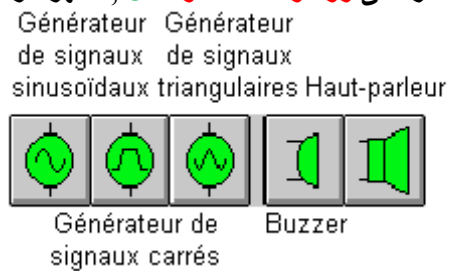 Générateur Générateur
de signaux de signaux
sinusoïdaux triangulaires Haut-parleur
Générateur de Buzzer
signaux carrés